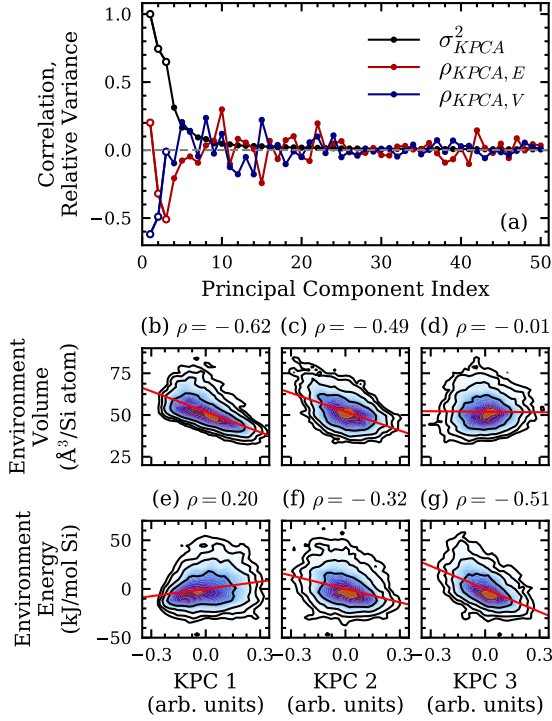 1.0
0.5
0.0
−0.5
Correlation,
Relative Variance
σ²_KPCA
ρ_KPCA, E
ρ_KPCA, V
(a)
0 10 20 30 40 50
Principal Component Index
(b) ρ = −0.62 (c) ρ = −0.49 (d) ρ = −0.01
75
50
25
Environment
Volume
(Å³/Si atom)
(e) ρ = 0.20 (f) ρ = −0.32 (g) ρ = −0.51
50
0
−50
Environment
Energy
(kJ/mol Si)
−0.3 0.0 0.3 −0.3 0.0 0.3 −0.3 0.0 0.3
KPC 1 KPC 2 KPC 3
(arb. units) (arb. units) (arb. units)